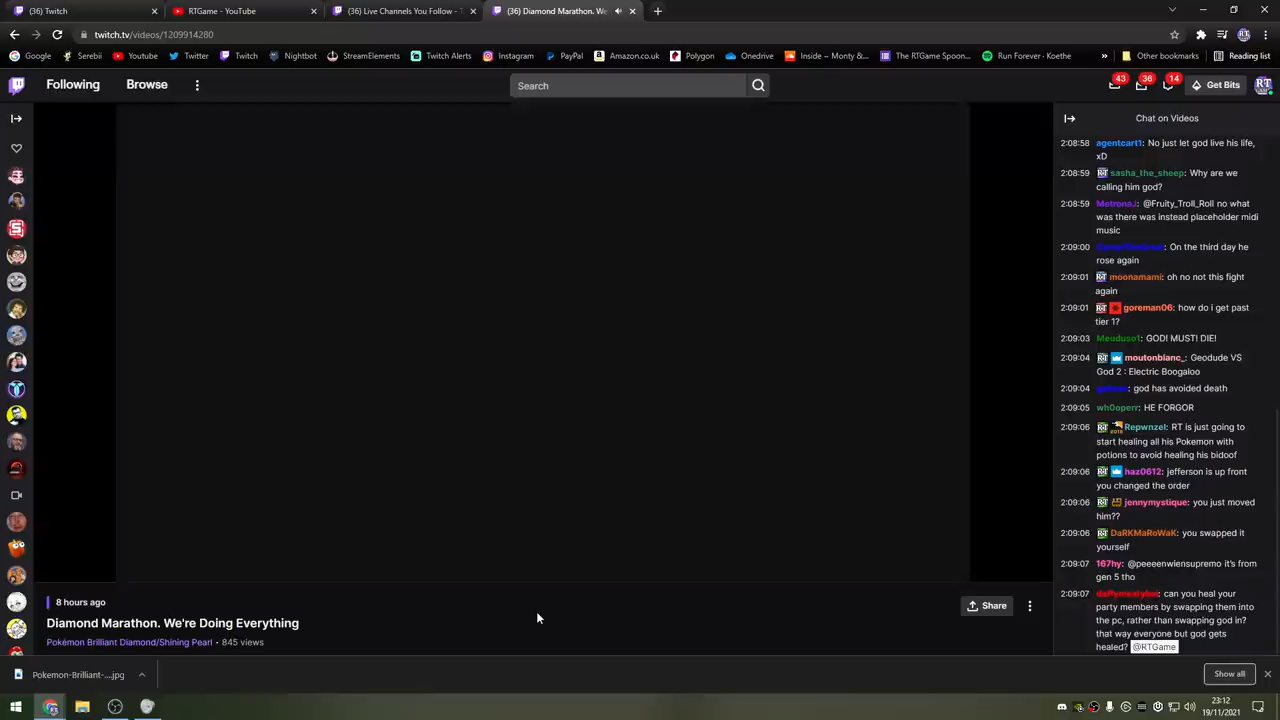 (36) Twitch
RTGame - YouTube
(36) Live Channels You Follow - T
(36) Diamond Marathon. We
twitch.tv/videos/1209914280
Google
Serebii
Youtube
Twitter
Twitch
Nightbot
StreamElements
Twitch Alerts
Instagram
PayPal
Amazon.co.uk
Polygon
Onedrive
Inside – Monty &...
The RTGame Spoon...
Run Forever - Koethe
»
Other bookmarks
Reading list
Following
Browse
Search
43
36
14
Get Bits
Chat on Videos
2:08:58 agentcart1: No just let god live his life,
xD
2:08:59 sasha_the_sheep: Why are we
calling him god?
2:08:59 @Fruity_Troll_Roll no what
was there was instead placeholder midi
music
2:09:00 On the third day he
rose again
2:09:01 moonamami: oh no not this fight
again
2:09:01 goreman06: how do i get past
tier 1?
2:09:03 Meuduso1: GOD! MUST! DIE!
2:09:04 moutonblanc_: Geodude VS
God 2 : Electric Boogaloo
2:09:04 god has avoided death
2:09:05 wh0operr: HE FORGOR
2:09:06 Repwnzel: RT is just going to
start healing all his Pokemon with
potions to avoid healing his bidoof
2:09:06 haz0612: jefferson is up front
you changed the order
2:09:06 jennymystique: you just moved
him??
2:09:06 DaRKMaRoWaK: you swapped it
yourself
2:09:07 167hy: @peeeenwiensupremo it's from
gen 5 tho
2:09:07 can you heal your
party members by swapping them into
the pc, rather than swapping god in?
that way everyone but god gets
healed? @RTGame
8 hours ago
Share
Diamond Marathon. We're Doing Everything
Pokémon Brilliant Diamond/Shining Pearl · 845 views
Pokemon-Brilliant-....jpg
Show all
23:12
19/11/2021